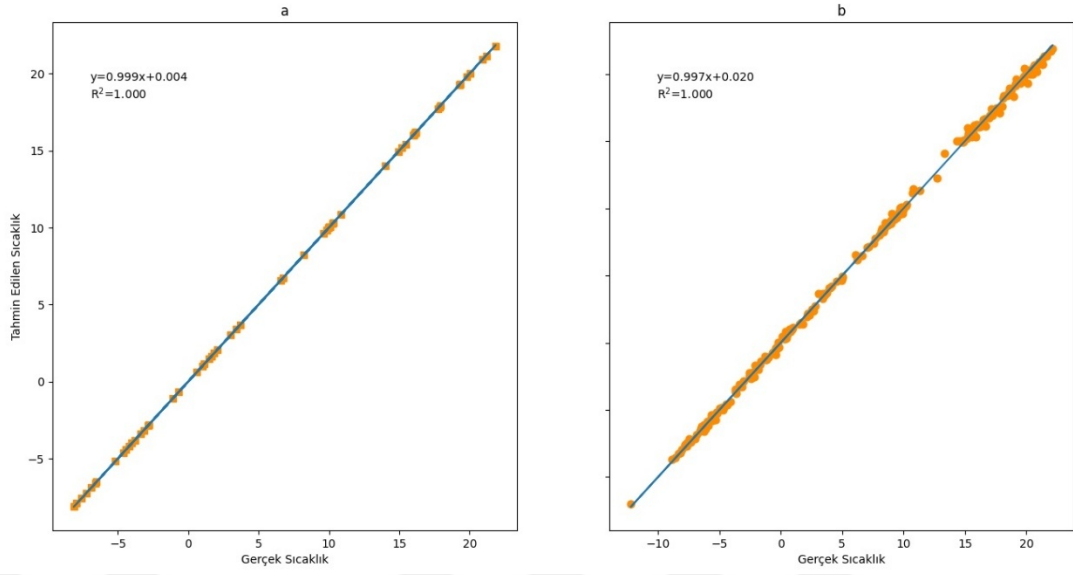 a
y=0.999x+0.004
R²=1.000
20
15
10
5
0
−5
Tahmin Edilen Sıcaklık
−5 0 5 10 15 20
Gerçek Sıcaklık
b
y=0.997x+0.020
R²=1.000
−10 −5 0 5 10 15 20
Gerçek Sıcaklık